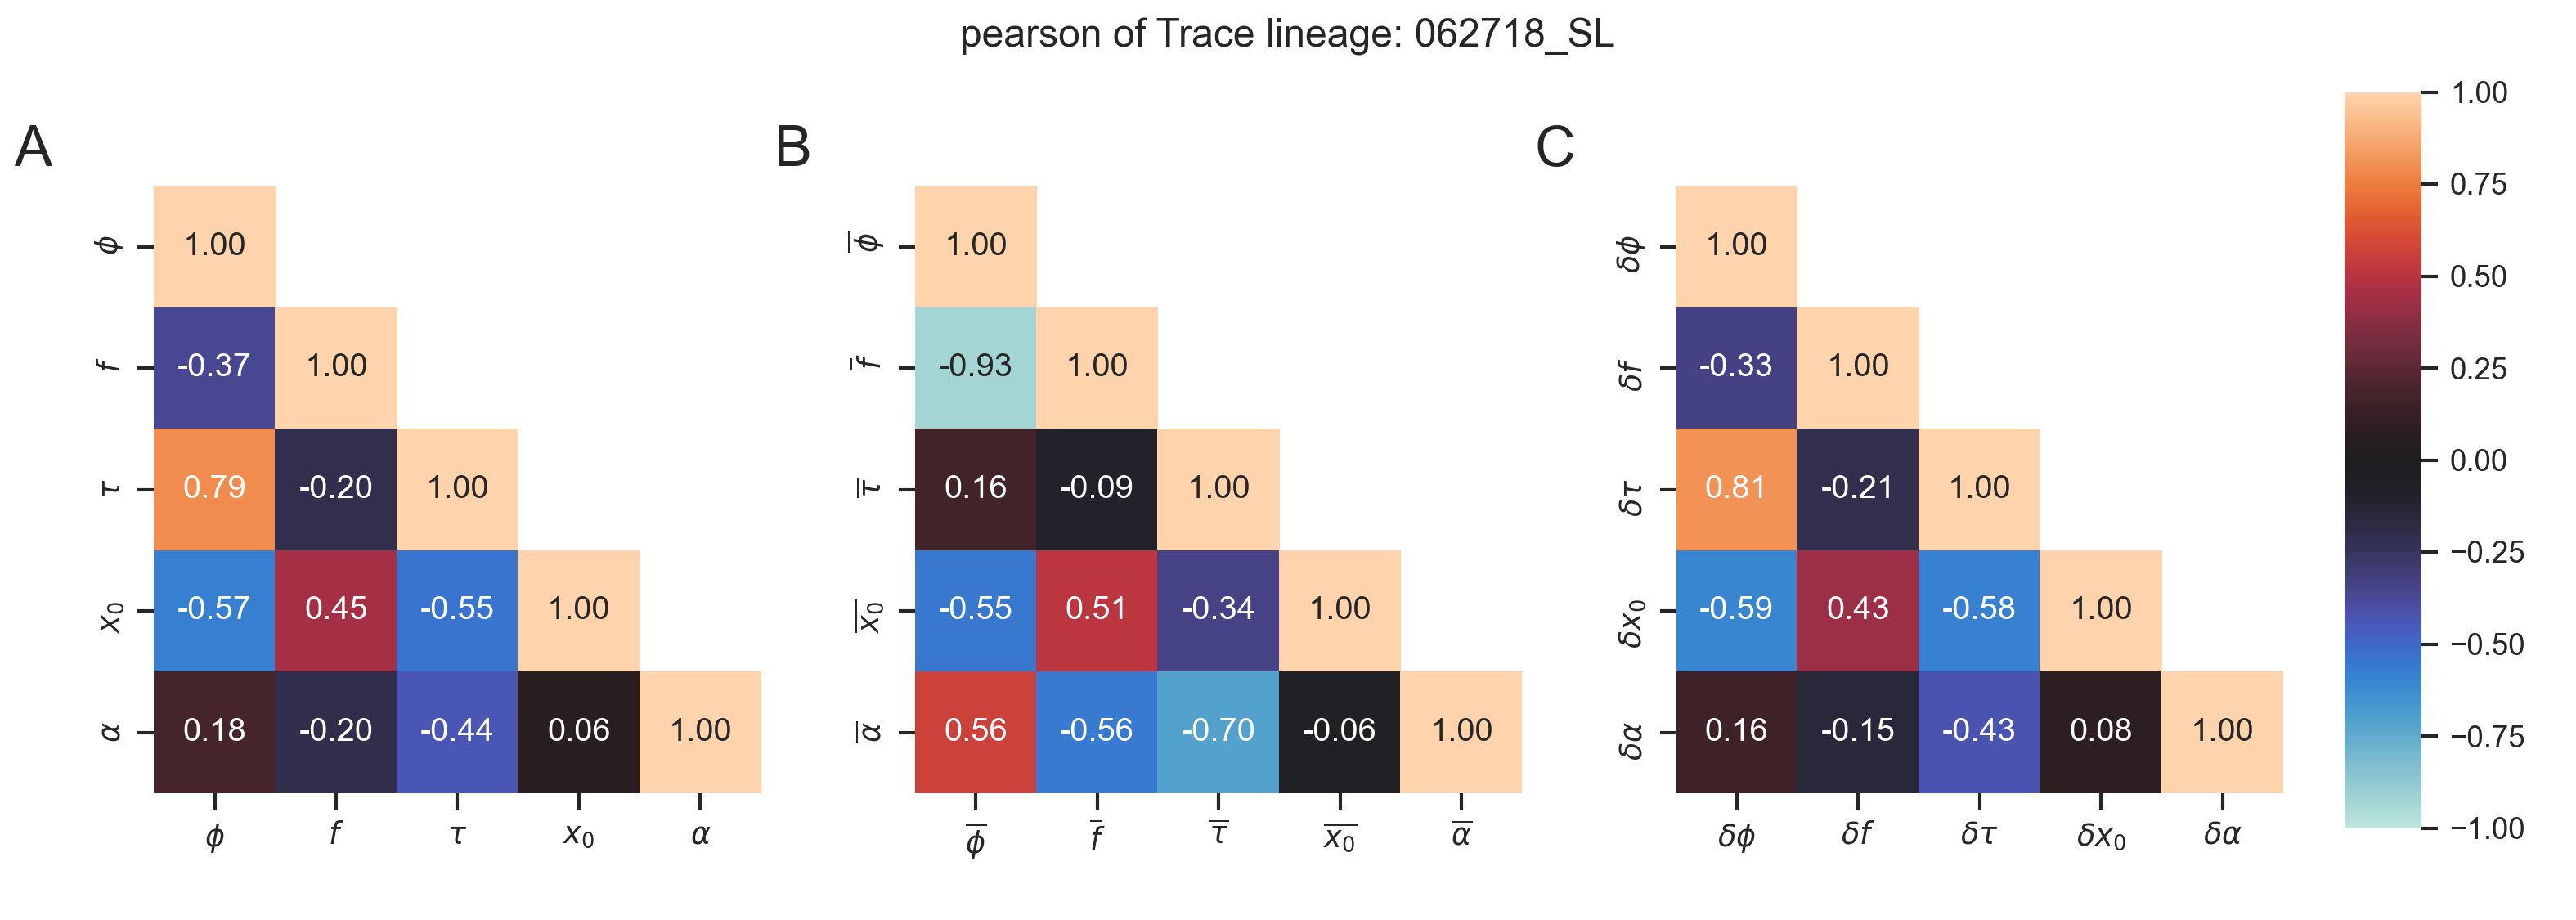 pearson of Trace lineage: 062718_SL
A
ϕ 1.00
f -0.37 1.00
τ 0.79 -0.20 1.00
x₀ -0.57 0.45 -0.55 1.00
α 0.18 -0.20 -0.44 0.06 1.00
ϕ f τ x₀ α
B
ϕ̅ 1.00
f̅ -0.93 1.00
τ̅ 0.16 -0.09 1.00
x̅₀̅ -0.55 0.51 -0.34 1.00
α̅ 0.56 -0.56 -0.70 -0.06 1.00
ϕ̅ f̅ τ̅ x̅₀̅ α̅
C
δϕ 1.00
δf -0.33 1.00
δτ 0.81 -0.21 1.00
δx₀ -0.59 0.43 -0.58 1.00
δα 0.16 -0.15 -0.43 0.08 1.00
δϕ δf δτ δx₀ δα
1.00
0.75
0.50
0.25
0.00
−0.25
−0.50
−0.75
−1.00